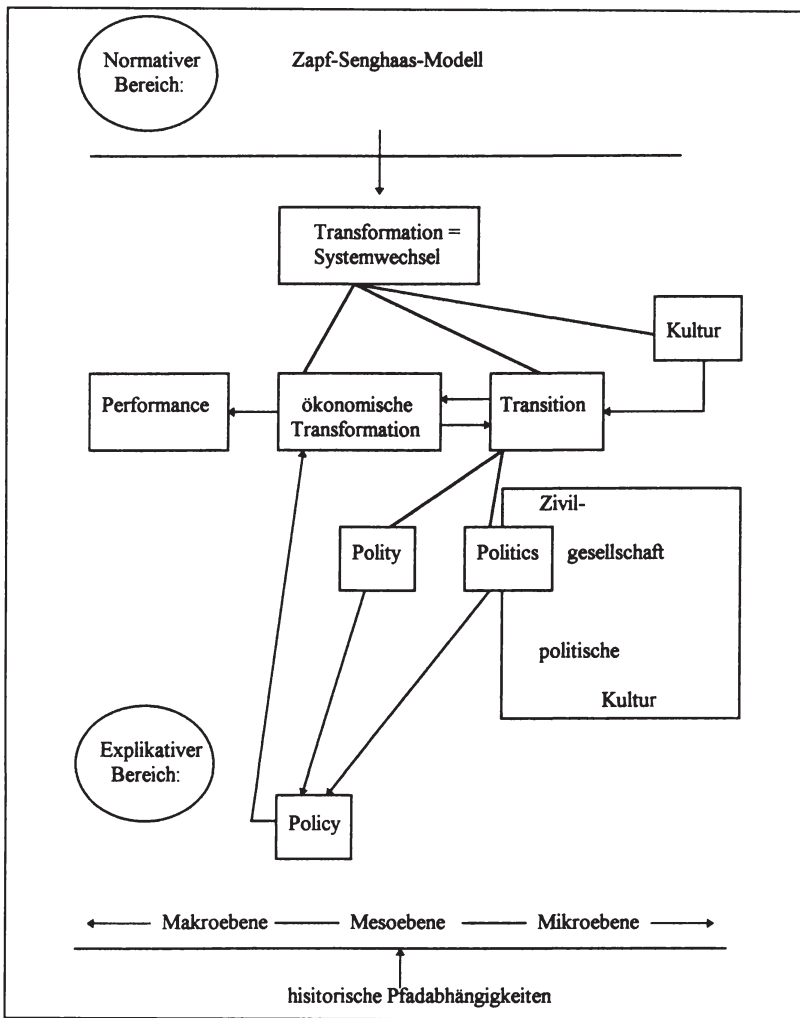 Normativer
Bereich:
Zapf-Senghaas-Modell
Transformation =
Systemwechsel
Kultur
Performance
ökonomische
Transformation
Transition
Zivil-
Polity
Politics
gesellschaft
politische
Kultur
Explikativer
Bereich:
Policy
Makroebene
Mesoebene
Mikroebene
hisitorische Pfadabhängigkeiten